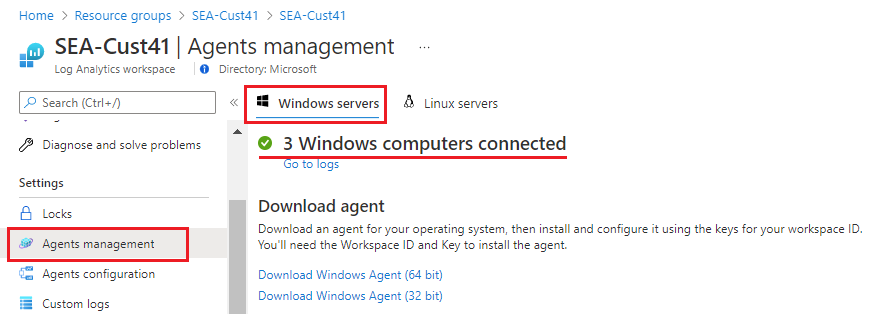 Home > Resource groups > SEA-Cust41 > SEA-Cust41
SEA-Cust41 | Agents management ...
Log Analytics workspace | Directory: Microsoft
Search (Ctrl+/) «
Diagnose and solve problems
Settings
Locks
Agents management
Agents configuration
Custom logs
Windows servers Linux servers
3 Windows computers connected
Go to logs
Download agent
Download an agent for your operating system, then install and configure it using the keys for your workspace ID.
You'll need the Workspace ID and Key to install the agent.
Download Windows Agent (64 bit)
Download Windows Agent (32 bit)